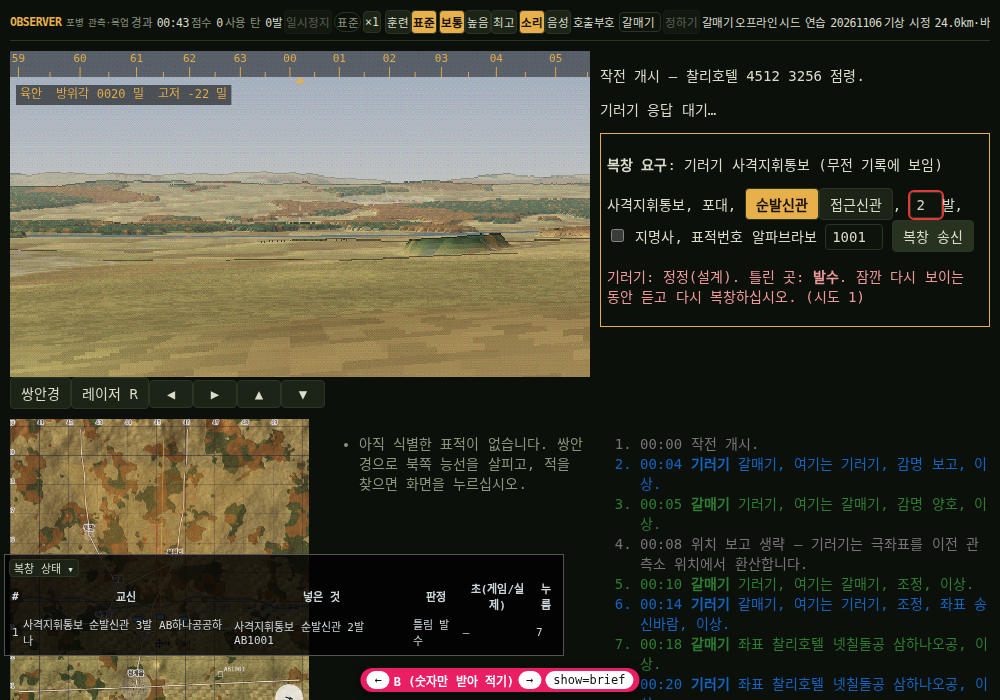 OBSERVER 포병 관측·목업 경과 00:43 점수 0 사용 탄 0발 일시정지 표준 ×1 훈련 표준 보통 높음 최고 소리 음성 호출부호 갈매기 정하기 갈매기 오프라인 시드 연습 20261106 기상 시정 24.0km·바
59 60 61 62 63 00 01 02 03 04 05
육안 방위각 0020 밀 고저 -22 밀
작전 개시 — 찰리호텔 4512 3256 점령.
기러기 응답 대기…
복창 요구: 기러기 사격지휘통보 (무전 기록에 보임)
사격지휘통보, 포대, 순발신관 접근신관, 2 발,
지명사, 표적번호 알파브라보 1001 복창 송신
기러기: 정정(설계). 틀린 곳: 발수. 잠깐 다시 보이는
동안 듣고 다시 복창하십시오. (시도 1)
쌍안경 레이저 R ◀ ▶ ▲ ▼
• 아직 식별한 표적이 없습니다. 쌍안
경으로 북쪽 능선을 살피고, 적을
찾으면 화면을 누르십시오.
1. 00:00 작전 개시.
2. 00:04 기러기 갈매기, 여기는 기러기, 감명 보고, 이
상.
3. 00:05 갈매기 기러기, 여기는 갈매기, 감명 양호, 이
상.
4. 00:08 위치 보고 생략 — 기러기는 극좌표를 이전 관
측소 위치에서 환산합니다.
5. 00:10 갈매기 기러기, 여기는 갈매기, 조정, 이상.
6. 00:14 기러기 갈매기, 여기는 기러기, 조정, 좌표 송
신바람, 이상.
7. 00:18 갈매기 좌표 찰리호텔 넷칠둘공 삼하나오공, 이
상.
00:20 기러기 좌표 찰리호텔 넷칠둘공 삼하나오공, 이
복창 상태 ▾
# 교신 넣은 것 판정 초(게임/실제) 누름
1 사격지휘통보 순발신관 3발 AB하나공공하나 사격지휘통보 순발신관 2발 AB1001 틀림 발수 — 7
AB1001
← B (숫자만 받아 적기) → show=brief